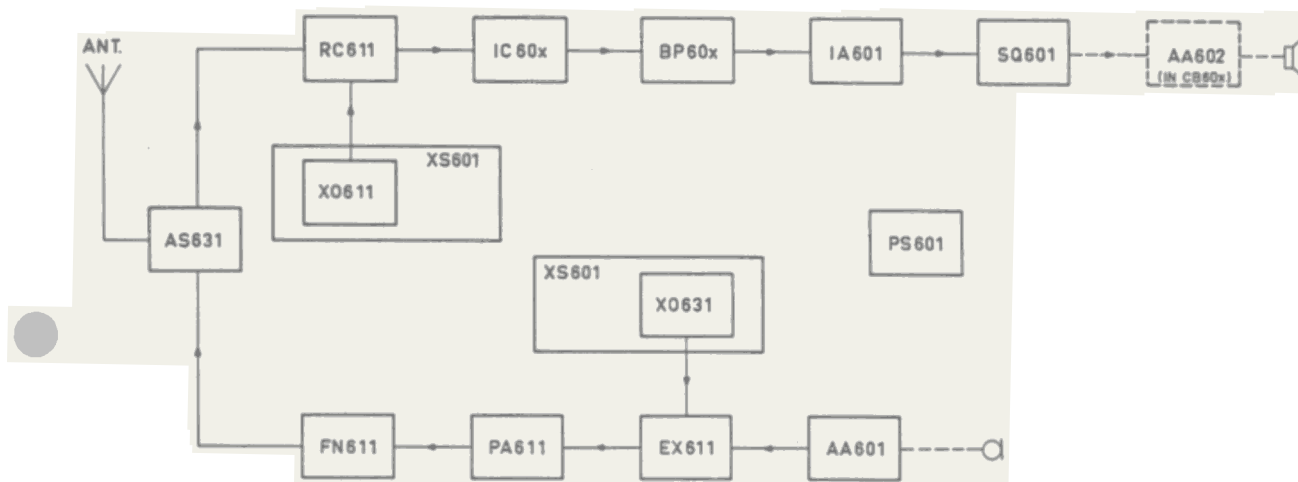 ANT.
RC611
IC60x
BP60x
IA601
SQ601
AA602
(IN CB60x)
XS601
XO611
AS631
PS601
XS601
XO631
FN611
PA611
EX611
AA601